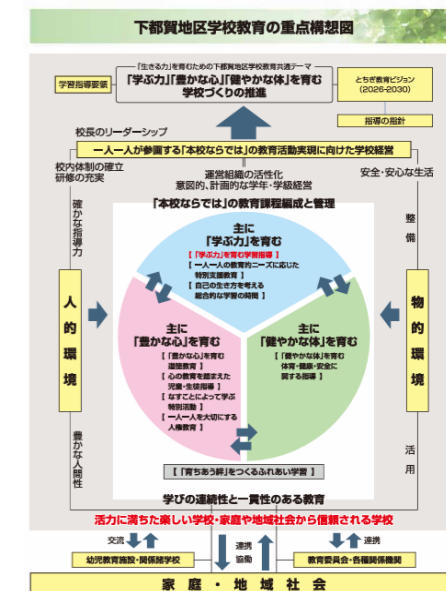 下都賀地区学校教育の重点構想図
「生きる力」を育むための下都賀地区学校教育共通テーマ
「学ぶ力」「豊かな心」「健やかな体」を育む
学校づくりの推進
学習指導要領
とちぎ教育ビジョン
(2026-2030)
指導の指針
校長のリーダーシップ
一人一人が参画する「本校ならでは」の教育活動実現に向けた学校経営
校内体制の確立
研修の充実
運営組織の活性化
意図的、計画的な学年・学級経営
安全・安心な生活
「本校ならでは」の教育課程編成と管理
確かな指導力
人的環境
豊かな人間性
主に
「学ぶ力」を育む
【「学ぶ力」を育む学習指導】
【一人一人の教育的ニーズに応じた
特別支援教育】
【自己の生き方を考える
総合的な学習の時間】
主に
「豊かな心」を育む
【「豊かな心」を育む
道徳教育】
【心の教育を踏まえた
児童・生徒指導】
【なすことによって学ぶ
特別活動】
【一人一人を大切にする
人権教育】
主に
「健やかな体」を育む
【「健やかな体」を育む
体育・健康・安全に
関する指導】
整備
物的環境
活用
【「育ちあう絆」をつくるふれあい学習】
学びの連続性と一貫性のある教育
活力に満ちた楽しい学校・家庭や地域社会から信頼される学校
交流
連携
協働
連携
幼児教育施設・関係諸学校
教育委員会・各種関係機関
家庭・地域社会